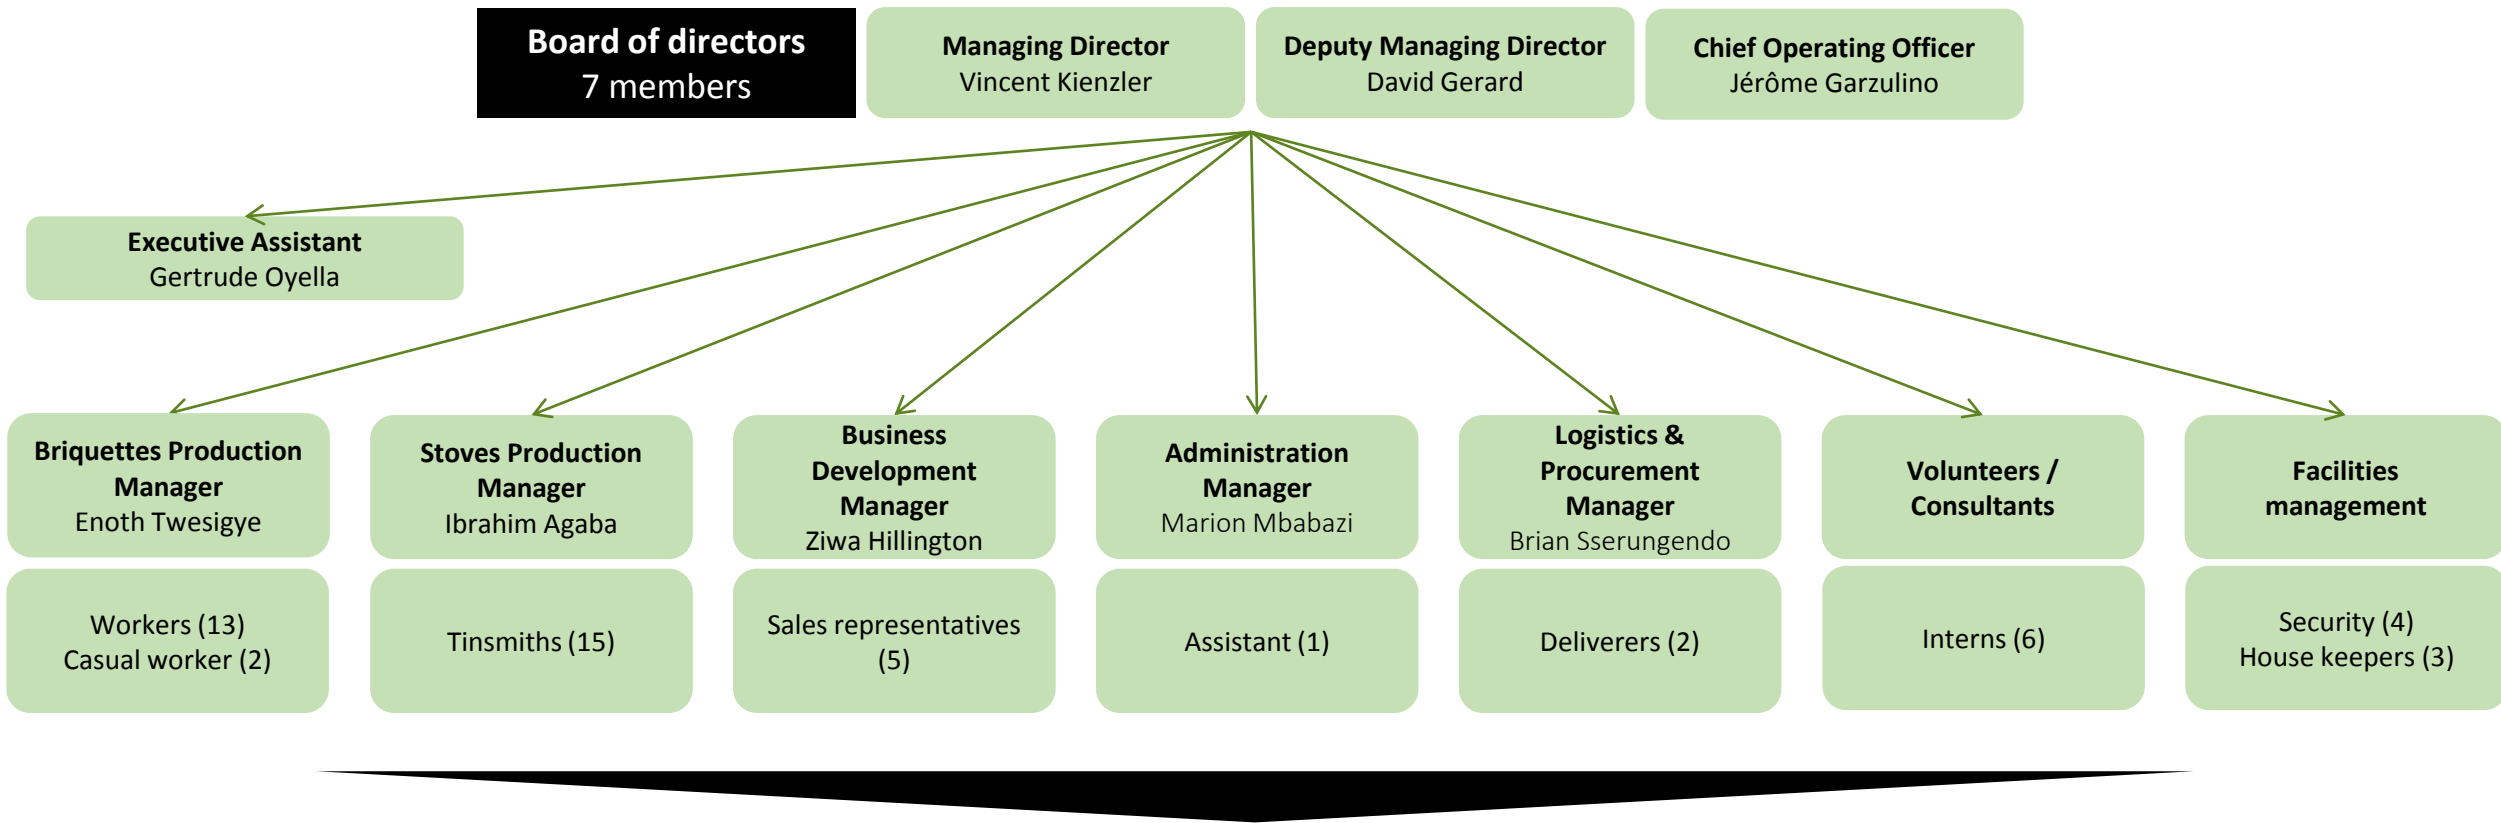 Board of directors
7 members
Managing Director
Vincent Kienzler
Deputy Managing Director
David Gerard
Chief Operating Officer
Jérôme Garzulino
Executive Assistant
Gertrude Oyella
Briquettes Production
Manager
Enoth Twesigye
Stoves Production
Manager
Ibrahim Agaba
Business
Development
Manager
Ziwa Hillington
Administration
Manager
Marion Mbabazi
Logistics &
Procurement
Manager
Brian Sserungendo
Volunteers /
Consultants
Facilities
management
Workers (13)
Casual worker (2)
Tinsmiths (15)
Sales representatives
(5)
Assistant (1)
Deliverers (2)
Interns (6)
Security (4)
House keepers (3)